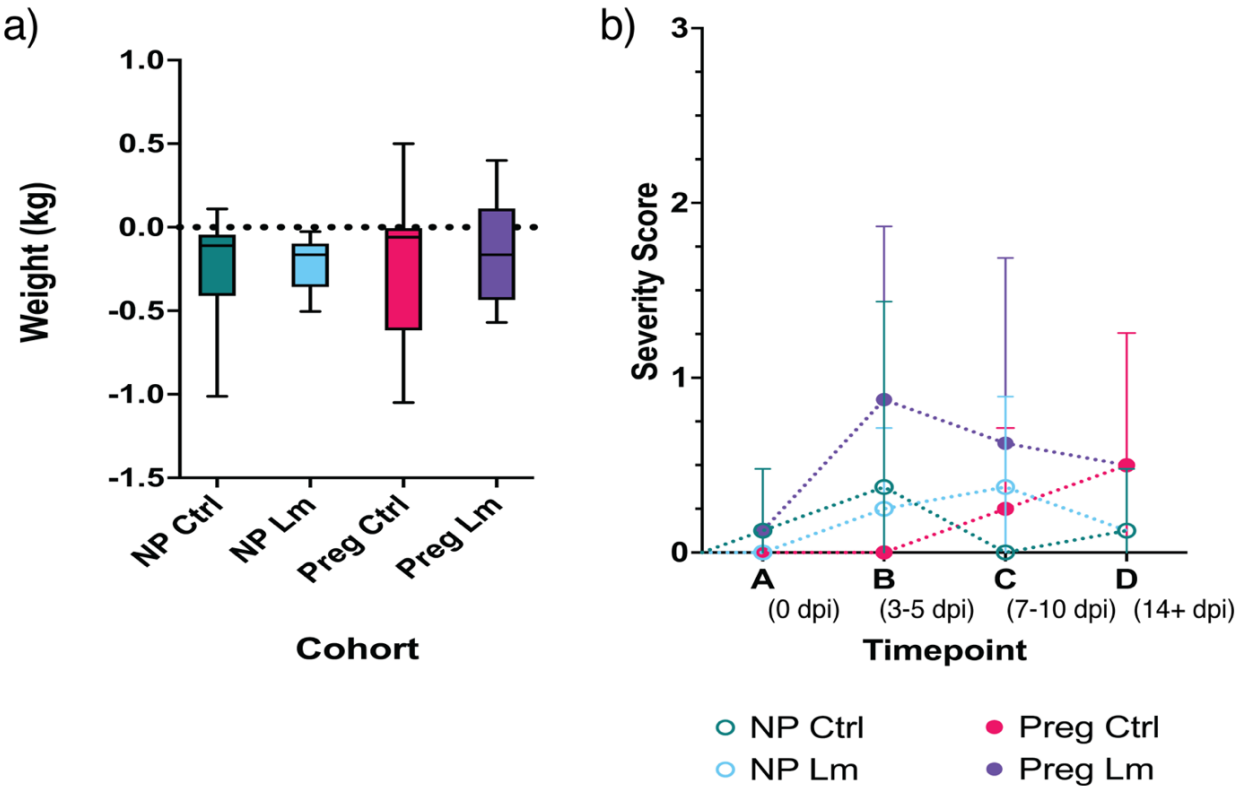 a)
1.0
0.5
0.0
-0.5
-1.0
-1.5
Weight (kg)
NP Ctrl
NP Lm
Preg Ctrl
Preg Lm
Cohort
b)
3
2
1
0
Severity Score
A
B
C
D
(0 dpi)
(3-5 dpi)
(7-10 dpi)
(14+ dpi)
Timepoint
NP Ctrl
Preg Ctrl
NP Lm
Preg Lm